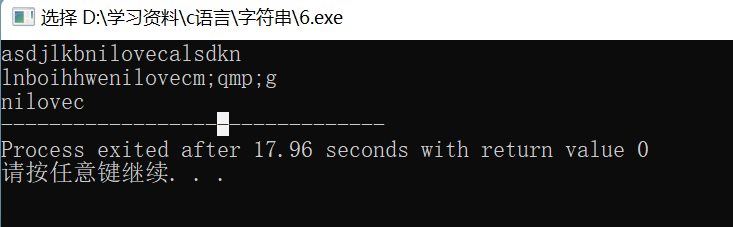 选择 D:\学习资料\c语言\字符串\6.exe
asdjlkbnilovecalsdkn
lnboihhwenilovecm;qmp;g
nilovec
--------------------------------
Process exited after 17.96 seconds with return value 0
请按任意键继续. . .